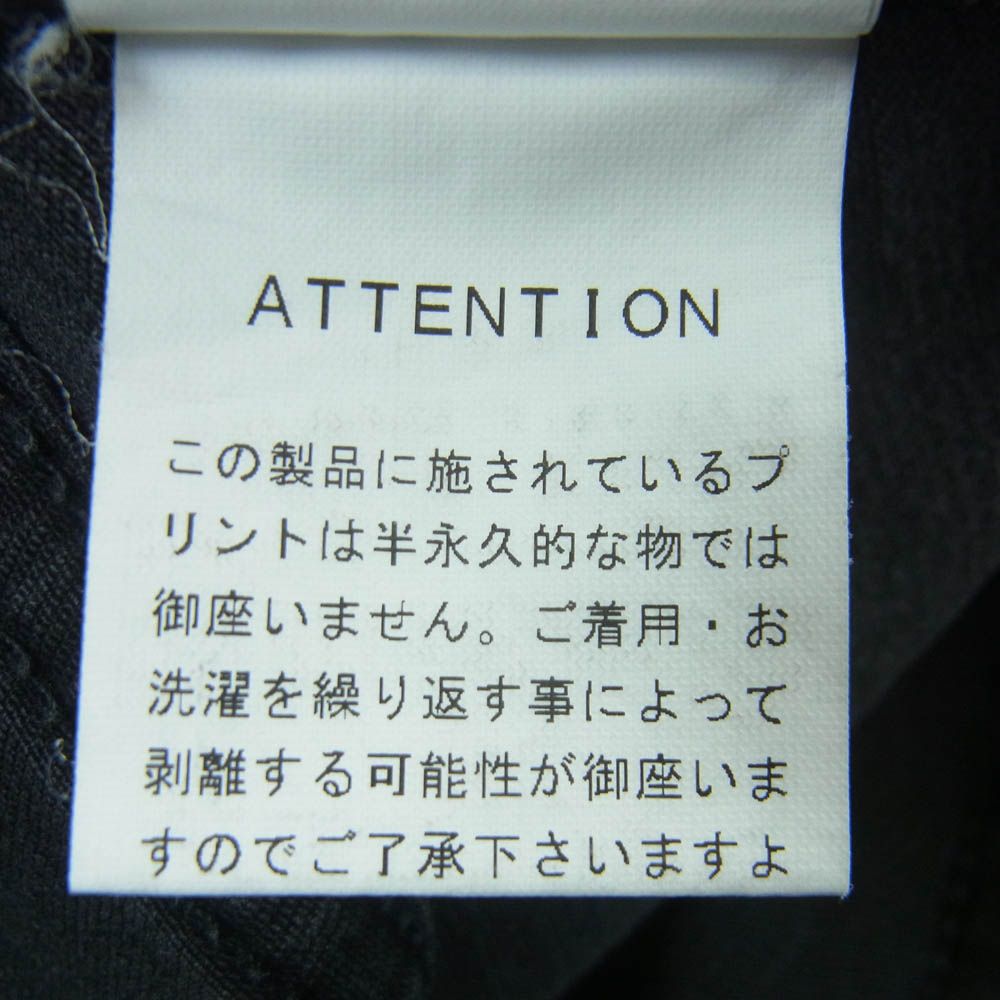 ATTENTION
この製品に施されているプ
リントは半永久的な物では
御座いません。ご着用・お
洗濯を繰り返す事によって
剥離する可能性が御座いま
すのでご了承下さいますよ